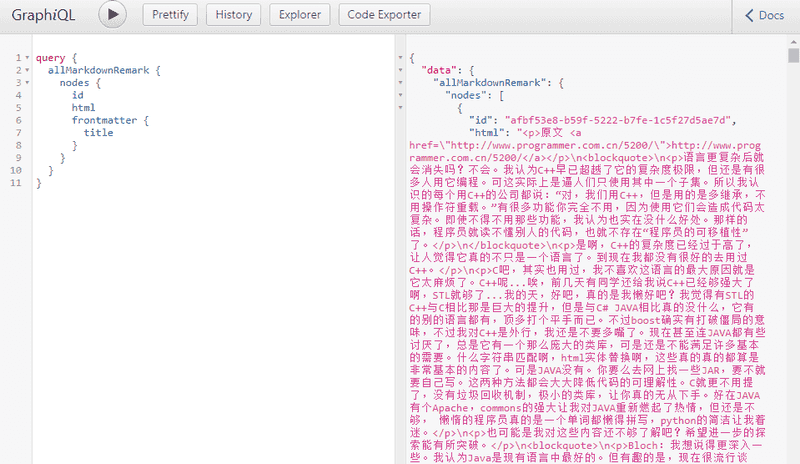 GraphiQL
Prettify
History
Explorer
Code Exporter
Docs
1 query {
2 allMarkdownRemark {
3 nodes {
4 id
5 html
6 frontmatter {
7 title
8 }
9 }
10 }
11 }
{
"data": {
"allMarkdownRemark": {
"nodes": [
{
"id": "afbf53e8-b59f-5222-b7fe-1c5f27d5ae7d",
"html": "<p>原文 <a
href=\"http://www.programmer.com.cn/5200/\">http://www.prog
rammer.com.cn/5200/</a></p>\n<blockquote>\n<p>语言更复杂后就
会消失吗？不会。我认为C++早已超越了它的复杂度极限，但还是有很
多人用它编程。可这实际上是逼人们只使用其中一个子集。所以我认
识的每个用C++的公司都说：“对，我们用C++，但是用的是多继承，不
用操作符重载。”有很多功能你完全不用，因为使用它们会造成代码太
复杂。即使不得不用那些功能，我认为也实在没什么好处。那样的
话，程序员就读不懂别人的代码，也就不存在“程序员的可移植性”
了。</p>\n</blockquote>\n<p>是啊，C++的复杂度已经过于高了，
让人觉得它真的不只是一个语言了。到现在我都没有很好的去用过
C++。</p>\n<p>C吧，其实也用过，我不喜欢这语言的最大原因就是
它太麻烦了。C++呢...唉，前几天有同学还给我说C++已经够强大了
啊，STL就够了...我的天，好吧，真的是我懒好吧？我觉得有STL的
C++与C相比那是巨大的提升，但是与C# JAVA相比真的没什么，它有
的别的语言都有，顶多打个平手而已。不过boost确实有打破僵局的意
味，不过我对C++是外行，我还是不要多嘴了。现在甚至连JAVA都有些
讨厌了，总是它有一个那么庞大的类库，可是还是不能满足许多基本
的需要。什么字符串匹配啊，html实体替换啊，这些真的真的都算是
非常基本的内容了。可是JAVA没有。你要么去网上找一些JAR，要不就
要自己写。这两种方法都会大大降低代码的可理解性。C就更不用提
了，没有垃圾回收机制，极小的类库，让你真的无从下手。好在JAVA
有个Apache，commons的强大让我对JAVA重新燃起了热情，但还是不
够， 懒惰的程序员真的是一个单词都懒得拼写，python的简洁让我着
迷。</p>\n<p>也可能是我对这些内容还不够了解吧？希望进一步的探
索能有所突破。</p>\n<blockquote>\n<p>Bloch：我想说得更深入一
些。我认为Java是现有语言中最好的。但有趣的是，现在很流行谈